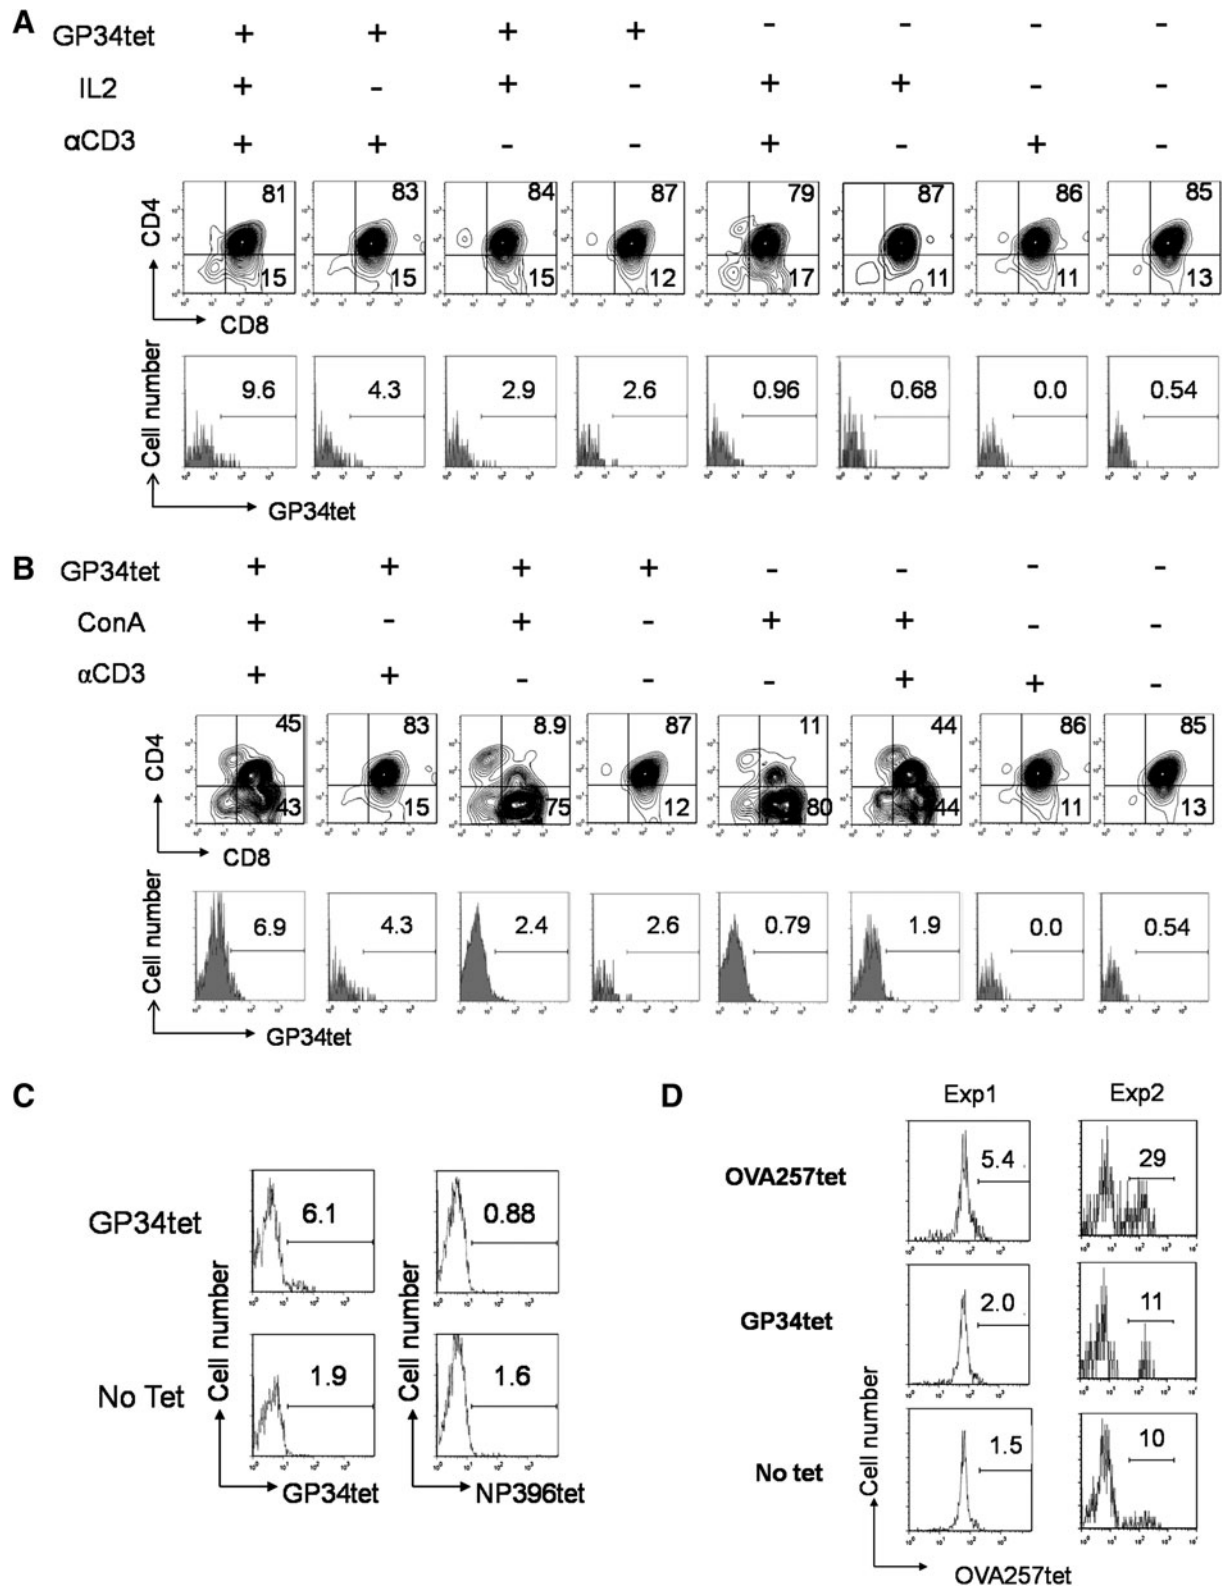 A
GP34tet + + + + - - - -
IL2 + - + - + + - -
αCD3 + + - - + - + -
81 83 84 87 79 87 86 85
CD4
15 15 15 12 17 11 11 13
CD8
Cell number
9.6 4.3 2.9 2.6 0.96 0.68 0.0 0.54
GP34tet
B
GP34tet + + + + - - - -
ConA + - + - + + - -
αCD3 + + - - - + + -
45 83 8.9 87 11 44 86 85
CD4
43 15 75 12 80 44 11 13
CD8
Cell number
6.9 4.3 2.4 2.6 0.79 1.9 0.0 0.54
GP34tet
C
GP34tet 6.1 0.88
Cell number Cell number
No Tet 1.9 1.6
GP34tet NP396tet
D
Exp1 Exp2
OVA257tet 5.4 29
GP34tet 2.0 11
No tet 1.5 10
Cell number
OVA257tet